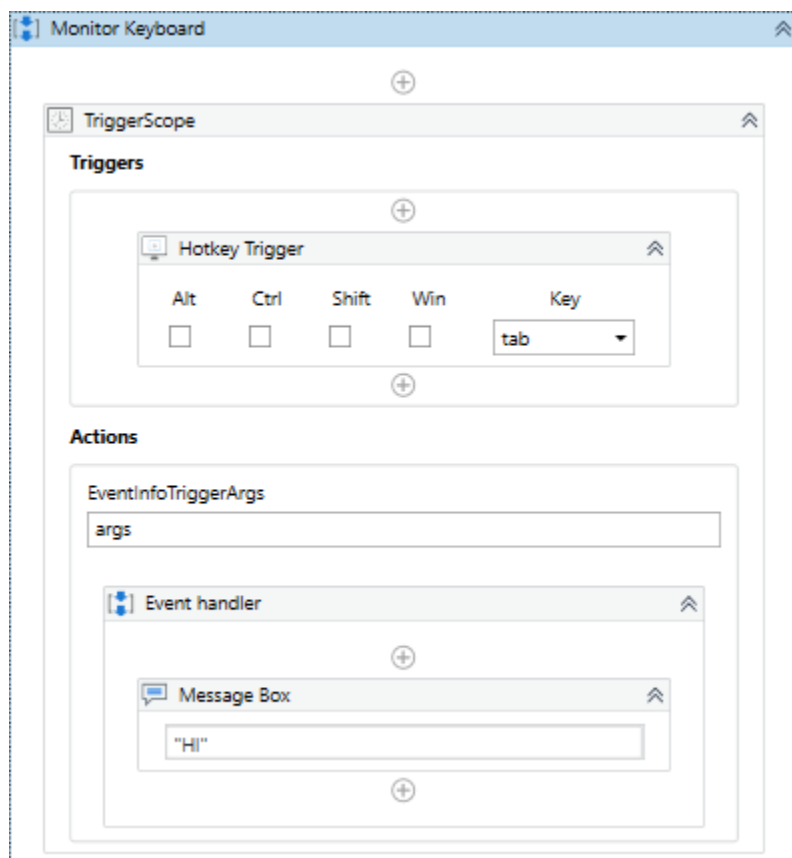 Monitor Keyboard
TriggerScope
Triggers
Hotkey Trigger
Alt Ctrl Shift Win Key
tab
Actions
EventInfoTriggerArgs
args
Event handler
Message Box
"HI"